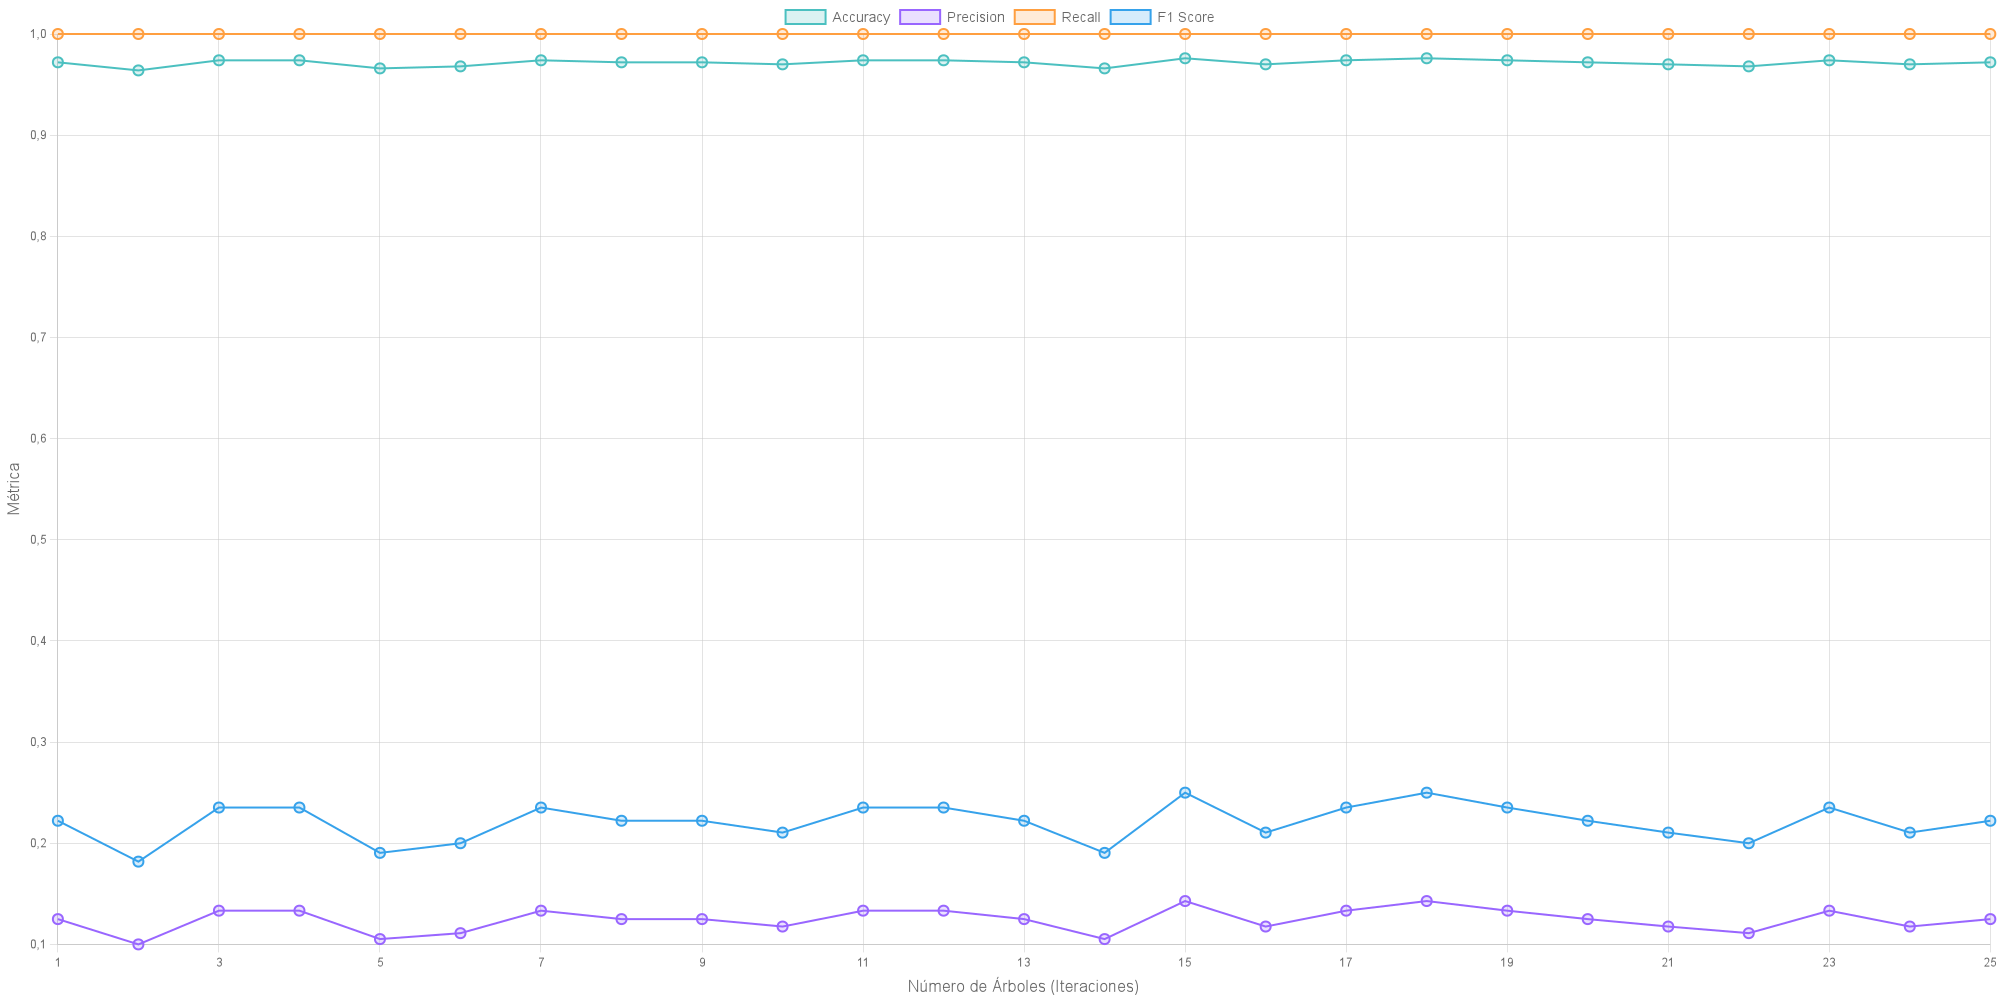 Accuracy Precision Recall F1 Score
1,0
0,9
0,8
0,7
0,6
0,5
0,4
0,3
0,2
0,1
Métrica
1 3 5 7 9 11 13 15 17 19 21 23 25
Número de Árboles (Iteraciones)